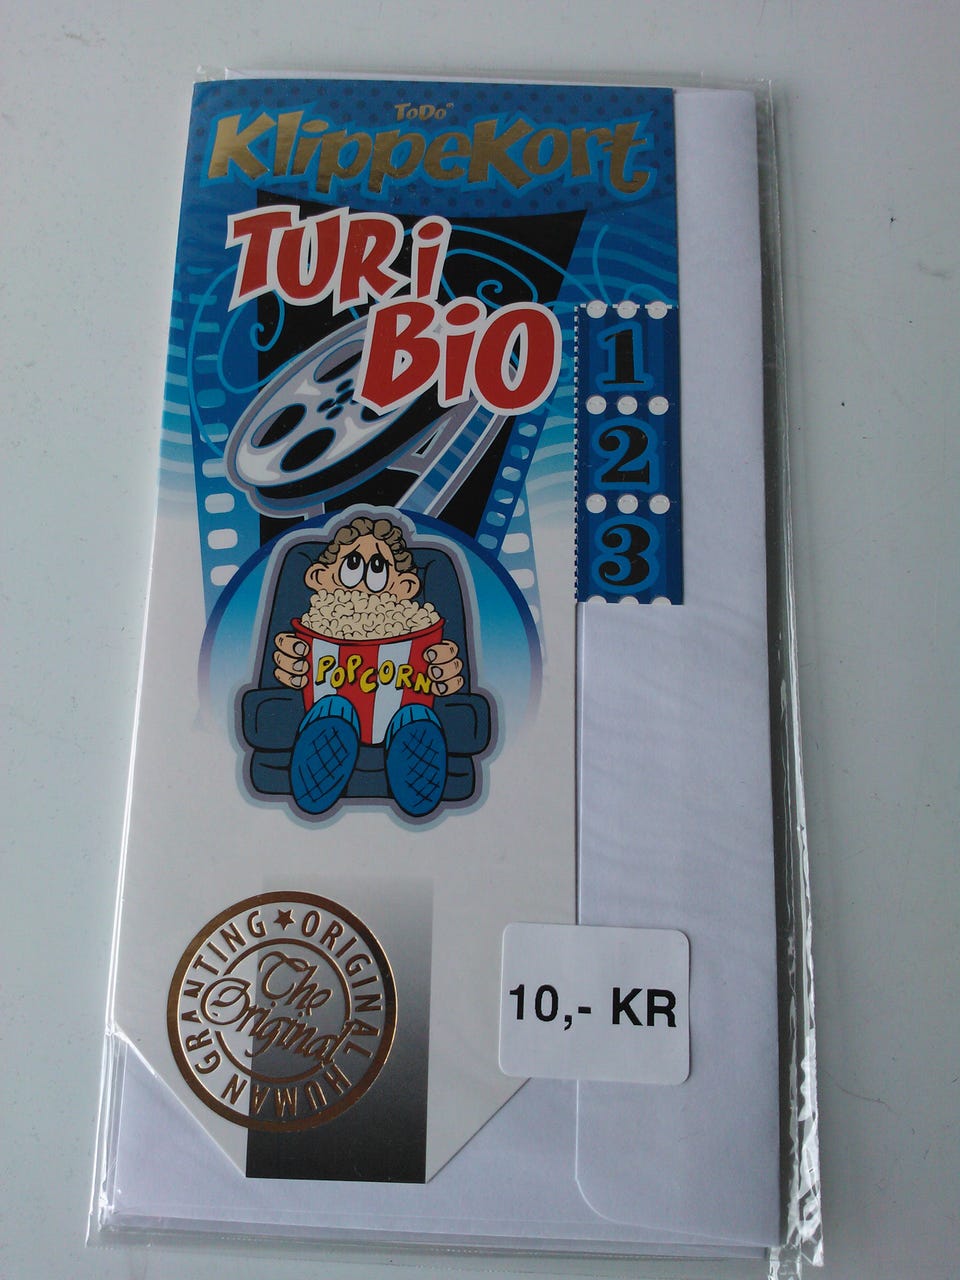 ToDo
KlippeKort
TUR i
BiO
1
2
3
POPCORN
ORIGINAL HUMAN GRANTING
The
Original
10,- KR